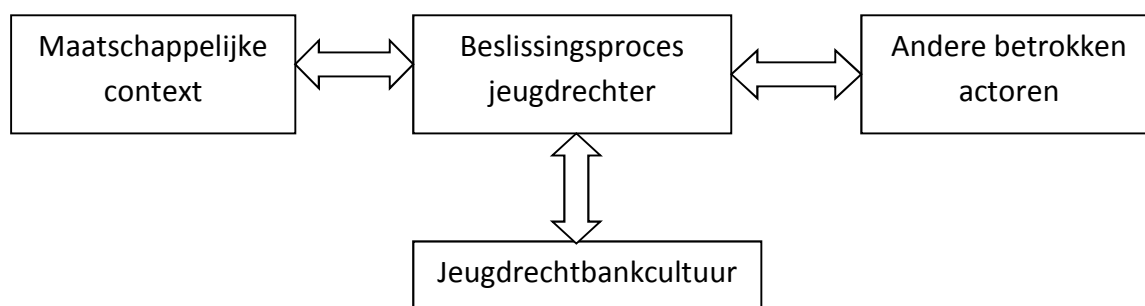 Maatschappelijke
context
Beslissingsproces
jeugdrechter
Andere betrokken
actoren
Jeugdrechtbankcultuur